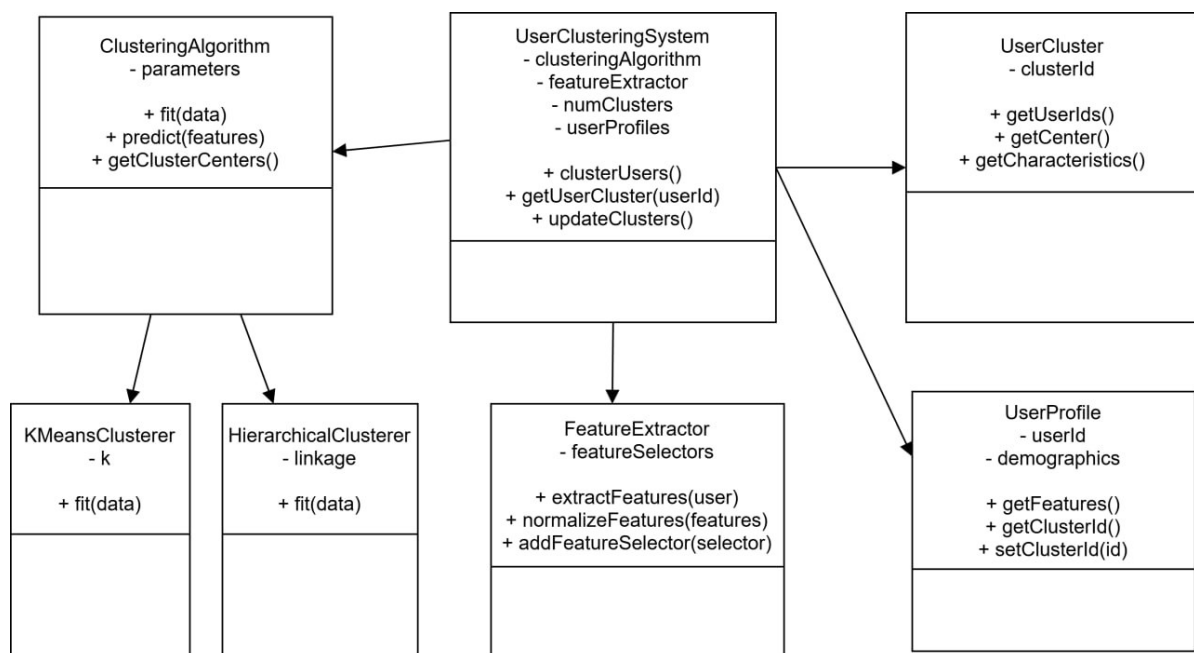 ClusteringAlgorithm
- parameters
+ fit(data)
+ predict(features)
+ getClusterCenters()
UserClusteringSystem
- clusteringAlgorithm
- featureExtractor
- numClusters
- userProfiles
+ clusterUsers()
+ getUserCluster(userId)
+ updateClusters()
UserCluster
- clusterId
+ getUserIds()
+ getCenter()
+ getCharacteristics()
KMeansClusterer
- k
+ fit(data)
HierarchicalClusterer
- linkage
+ fit(data)
FeatureExtractor
- featureSelectors
+ extractFeatures(user)
+ normalizeFeatures(features)
+ addFeatureSelector(selector)
UserProfile
- userId
- demographics
+ getFeatures()
+ getClusterId()
+ setClusterId(id)